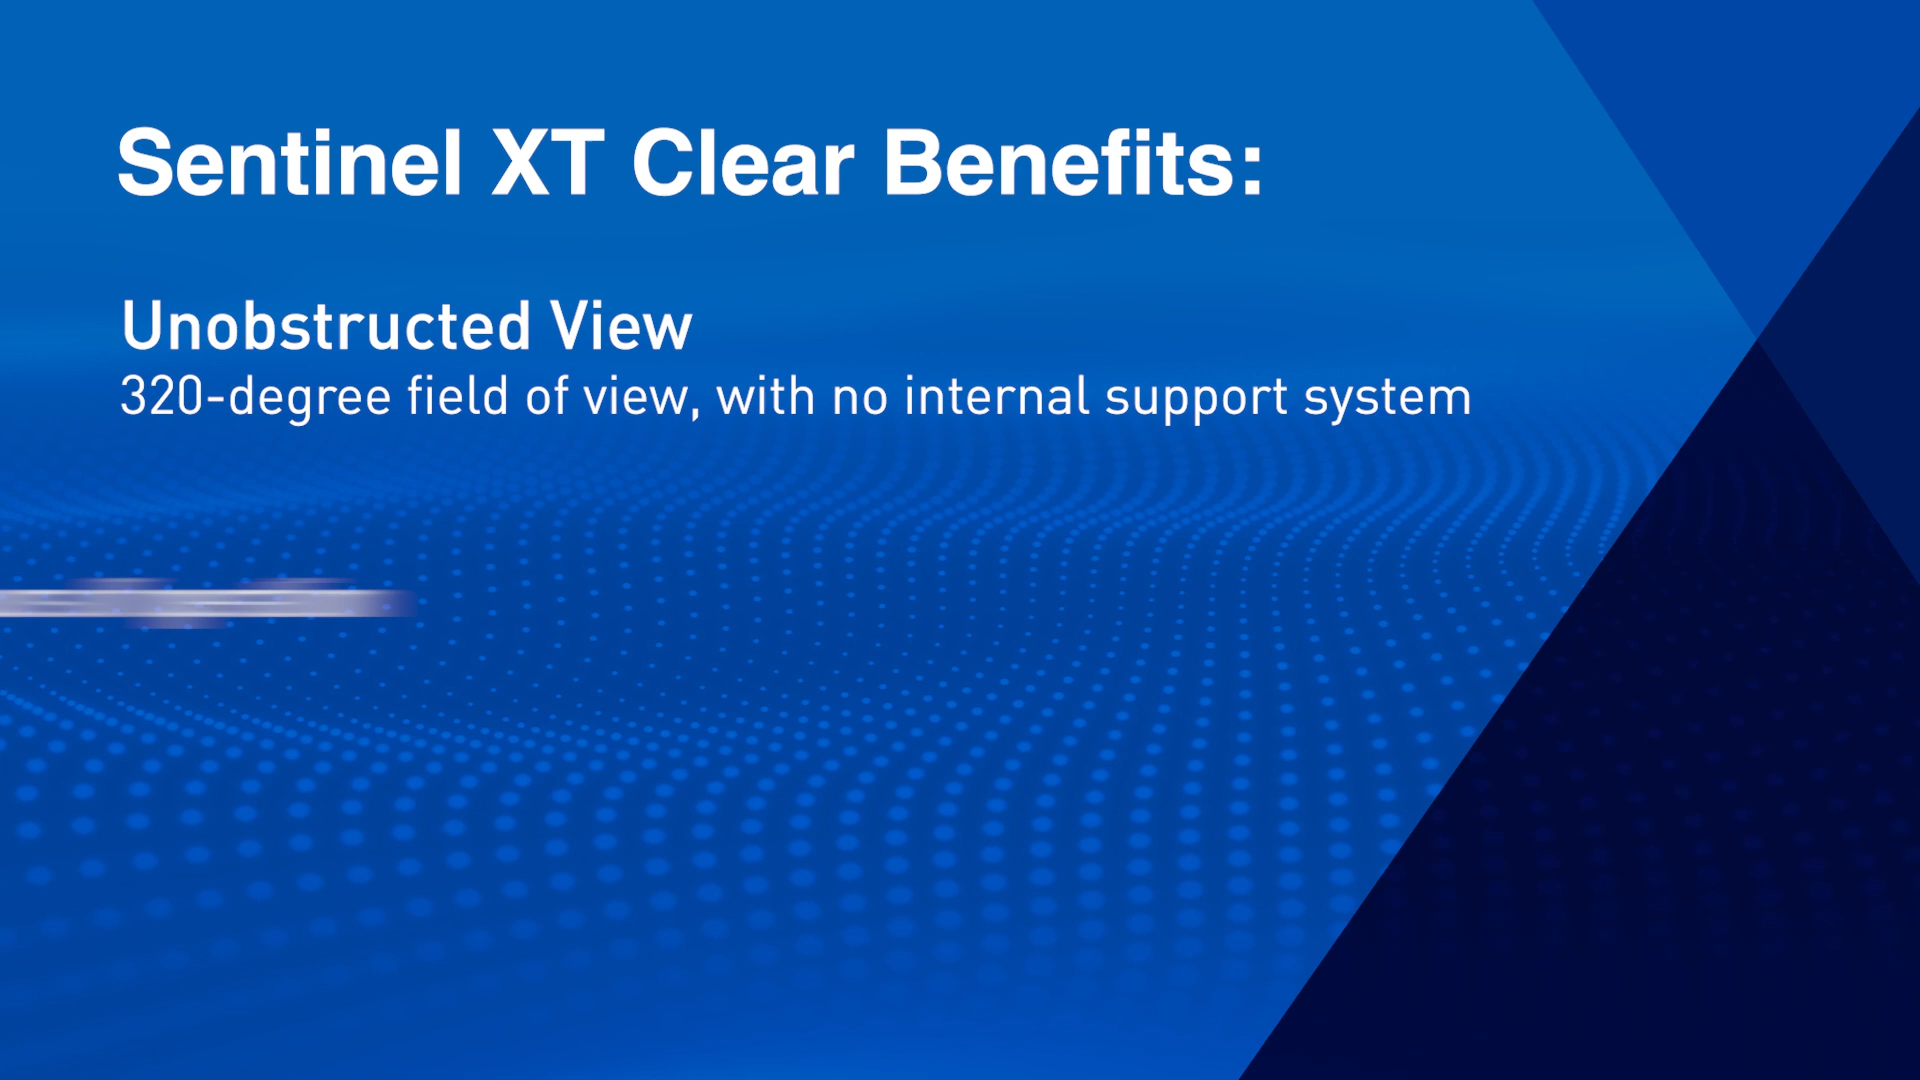 Sentinel XT Clear Benefits:
Unobstructed View
320-degree field of view, with no internal support system